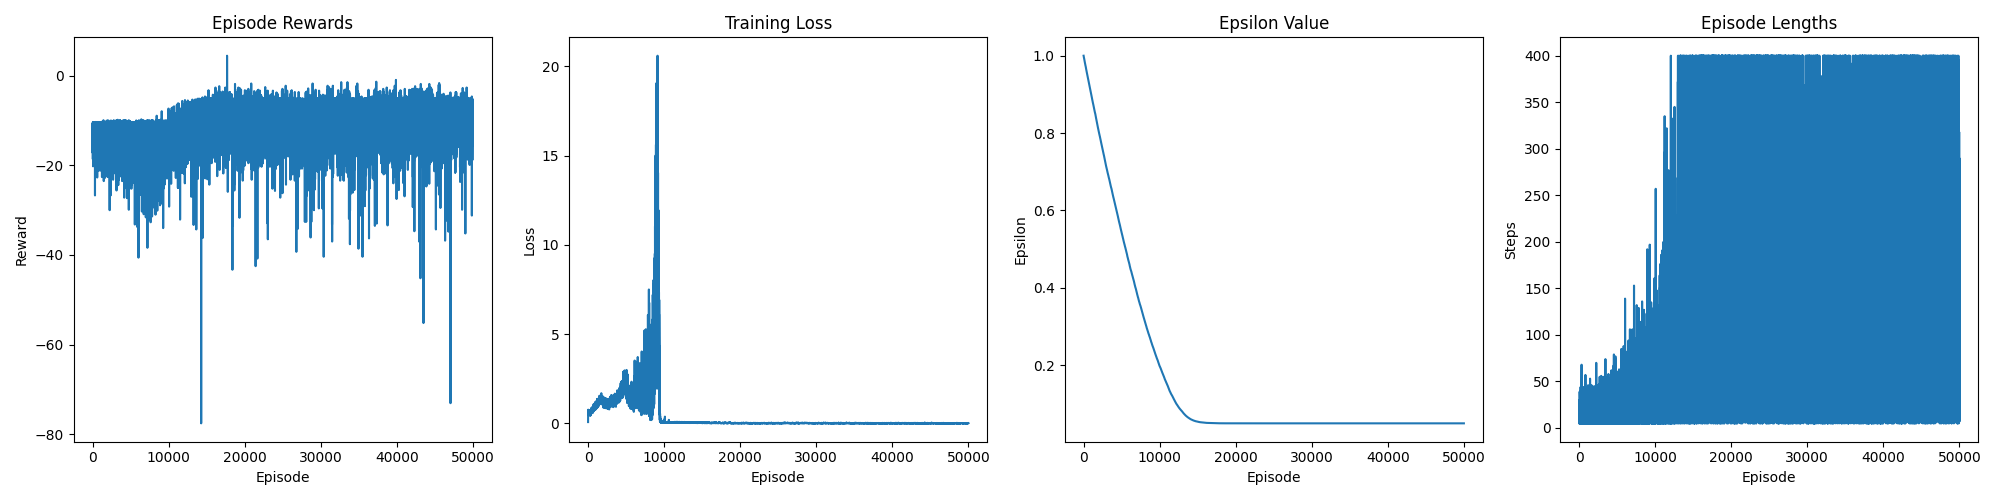 Episode Rewards
0
−20
−40
−60
−80
Reward
0 10000 20000 30000 40000 50000
Episode
Training Loss
20
15
10
5
0
Loss
0 10000 20000 30000 40000 50000
Episode
Epsilon Value
1.0
0.8
0.6
0.4
0.2
Epsilon
0 10000 20000 30000 40000 50000
Episode
Episode Lengths
400
350
300
250
200
150
100
50
0
Steps
0 10000 20000 30000 40000 50000
Episode